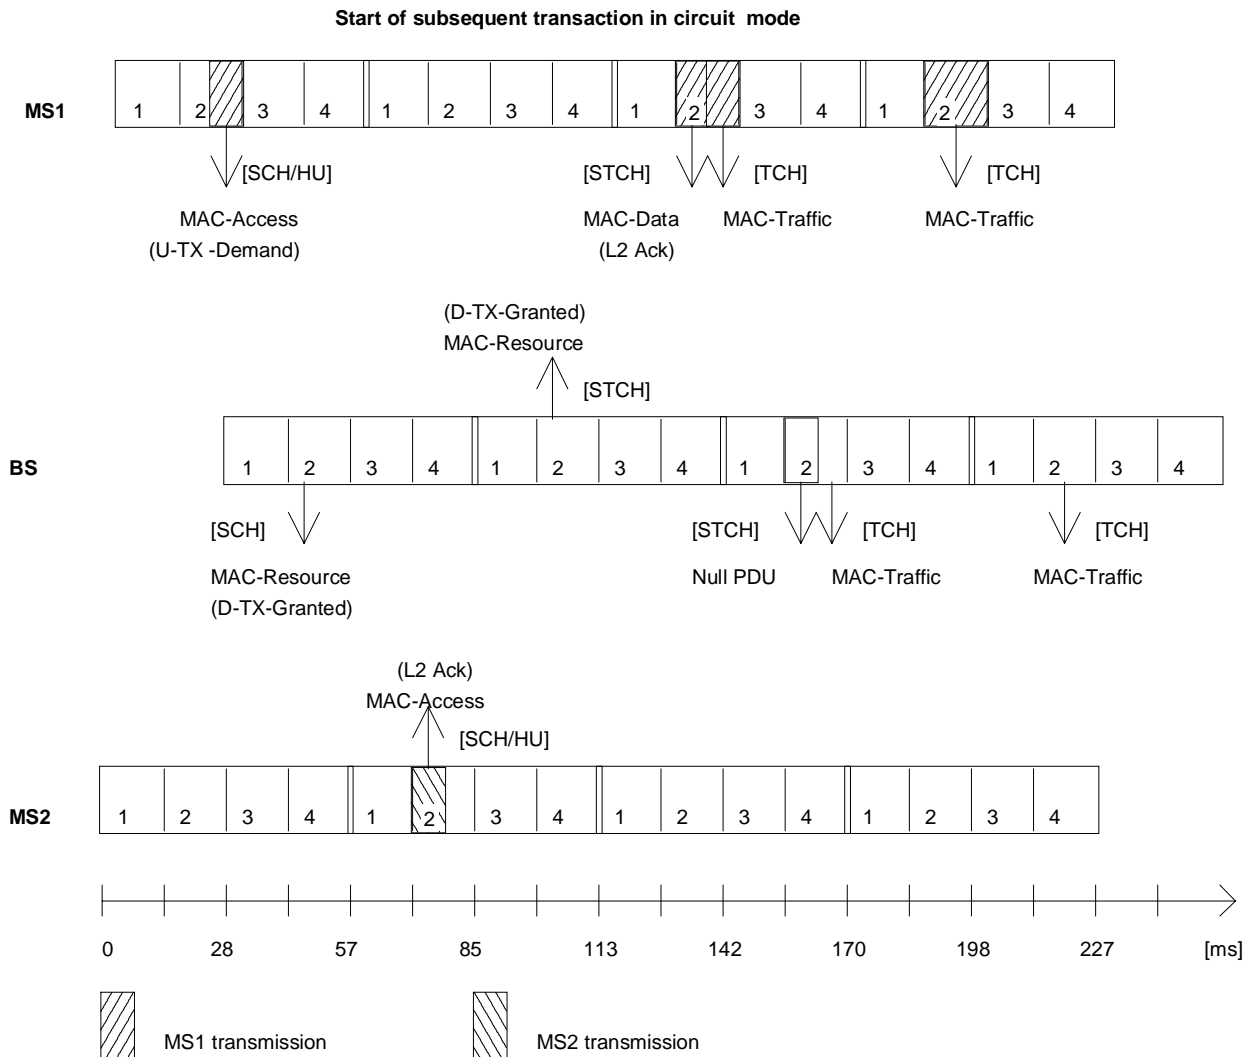 Start of subsequent transaction in circuit mode
MS1
1 2 3 4 1 2 3 4 1 2 3 4 1 2 3 4
[SCH/HU] [STCH] [TCH] [TCH]
MAC-Access MAC-Data MAC-Traffic MAC-Traffic
(U-TX -Demand) (L2 Ack)
(D-TX-Granted)
MAC-Resource
[STCH]
BS
1 2 3 4 1 2 3 4 1 2 3 4 1 2 3 4
[SCH] [STCH] [TCH] [TCH]
MAC-Resource Null PDU MAC-Traffic MAC-Traffic
(D-TX-Granted)
(L2 Ack)
MAC-Access
[SCH/HU]
MS2
1 2 3 4 1 2 3 4 1 2 3 4 1 2 3 4
0 28 57 85 113 142 170 198 227 [ms]
MS1 transmission MS2 transmission